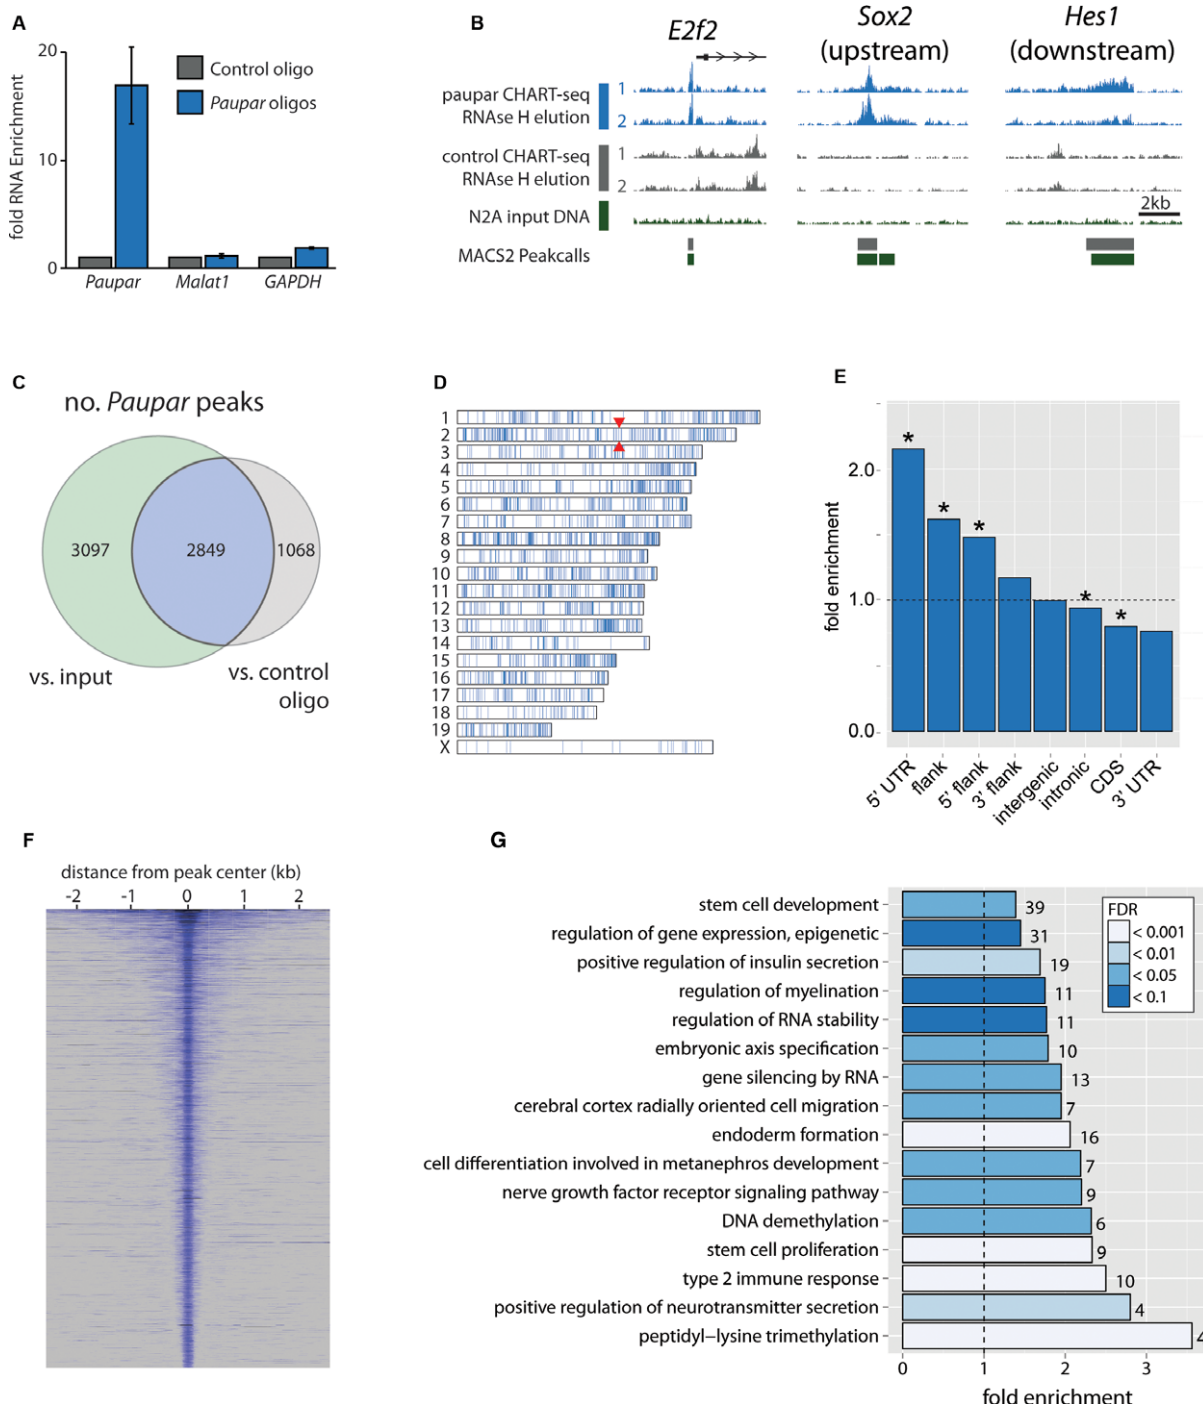 A
20
10
0
fold RNA Enrichment
Control oligo
Paupar oligos
Paupar
Malat1
GAPDH
B
E2f2
Sox2
(upstream)
Hes1
(downstream)
paupar CHART-seq
RNAse H elution
1
2
control CHART-seq
RNAse H elution
1
2
N2A input DNA
2kb
MACS2 Peakcalls
C
no. Paupar peaks
3097
2849
1068
vs. input
vs. control
oligo
D
1
2
3
4
5
6
7
8
9
10
11
12
13
14
15
16
17
18
19
X
E
fold enrichment
2.0
1.0
0.0
*
*
*
*
*
5' UTR
flank
5' flank
3' flank
intergenic
intronic
CDS
3' UTR
F
distance from peak center (kb)
-2 -1 0 1 2
G
stem cell development 39
regulation of gene expression, epigenetic 31
positive regulation of insulin secretion 19
regulation of myelination 11
regulation of RNA stability 11
embryonic axis specification 10
gene silencing by RNA 13
cerebral cortex radially oriented cell migration 7
endoderm formation 16
cell differentiation involved in metanephros development 7
nerve growth factor receptor signaling pathway 9
DNA demethylation 6
stem cell proliferation 9
type 2 immune response 10
positive regulation of neurotransmitter secretion 4
peptidyl−lysine trimethylation 4
FDR
< 0.001
< 0.01
< 0.05
< 0.1
0 1 2 3
fold enrichment